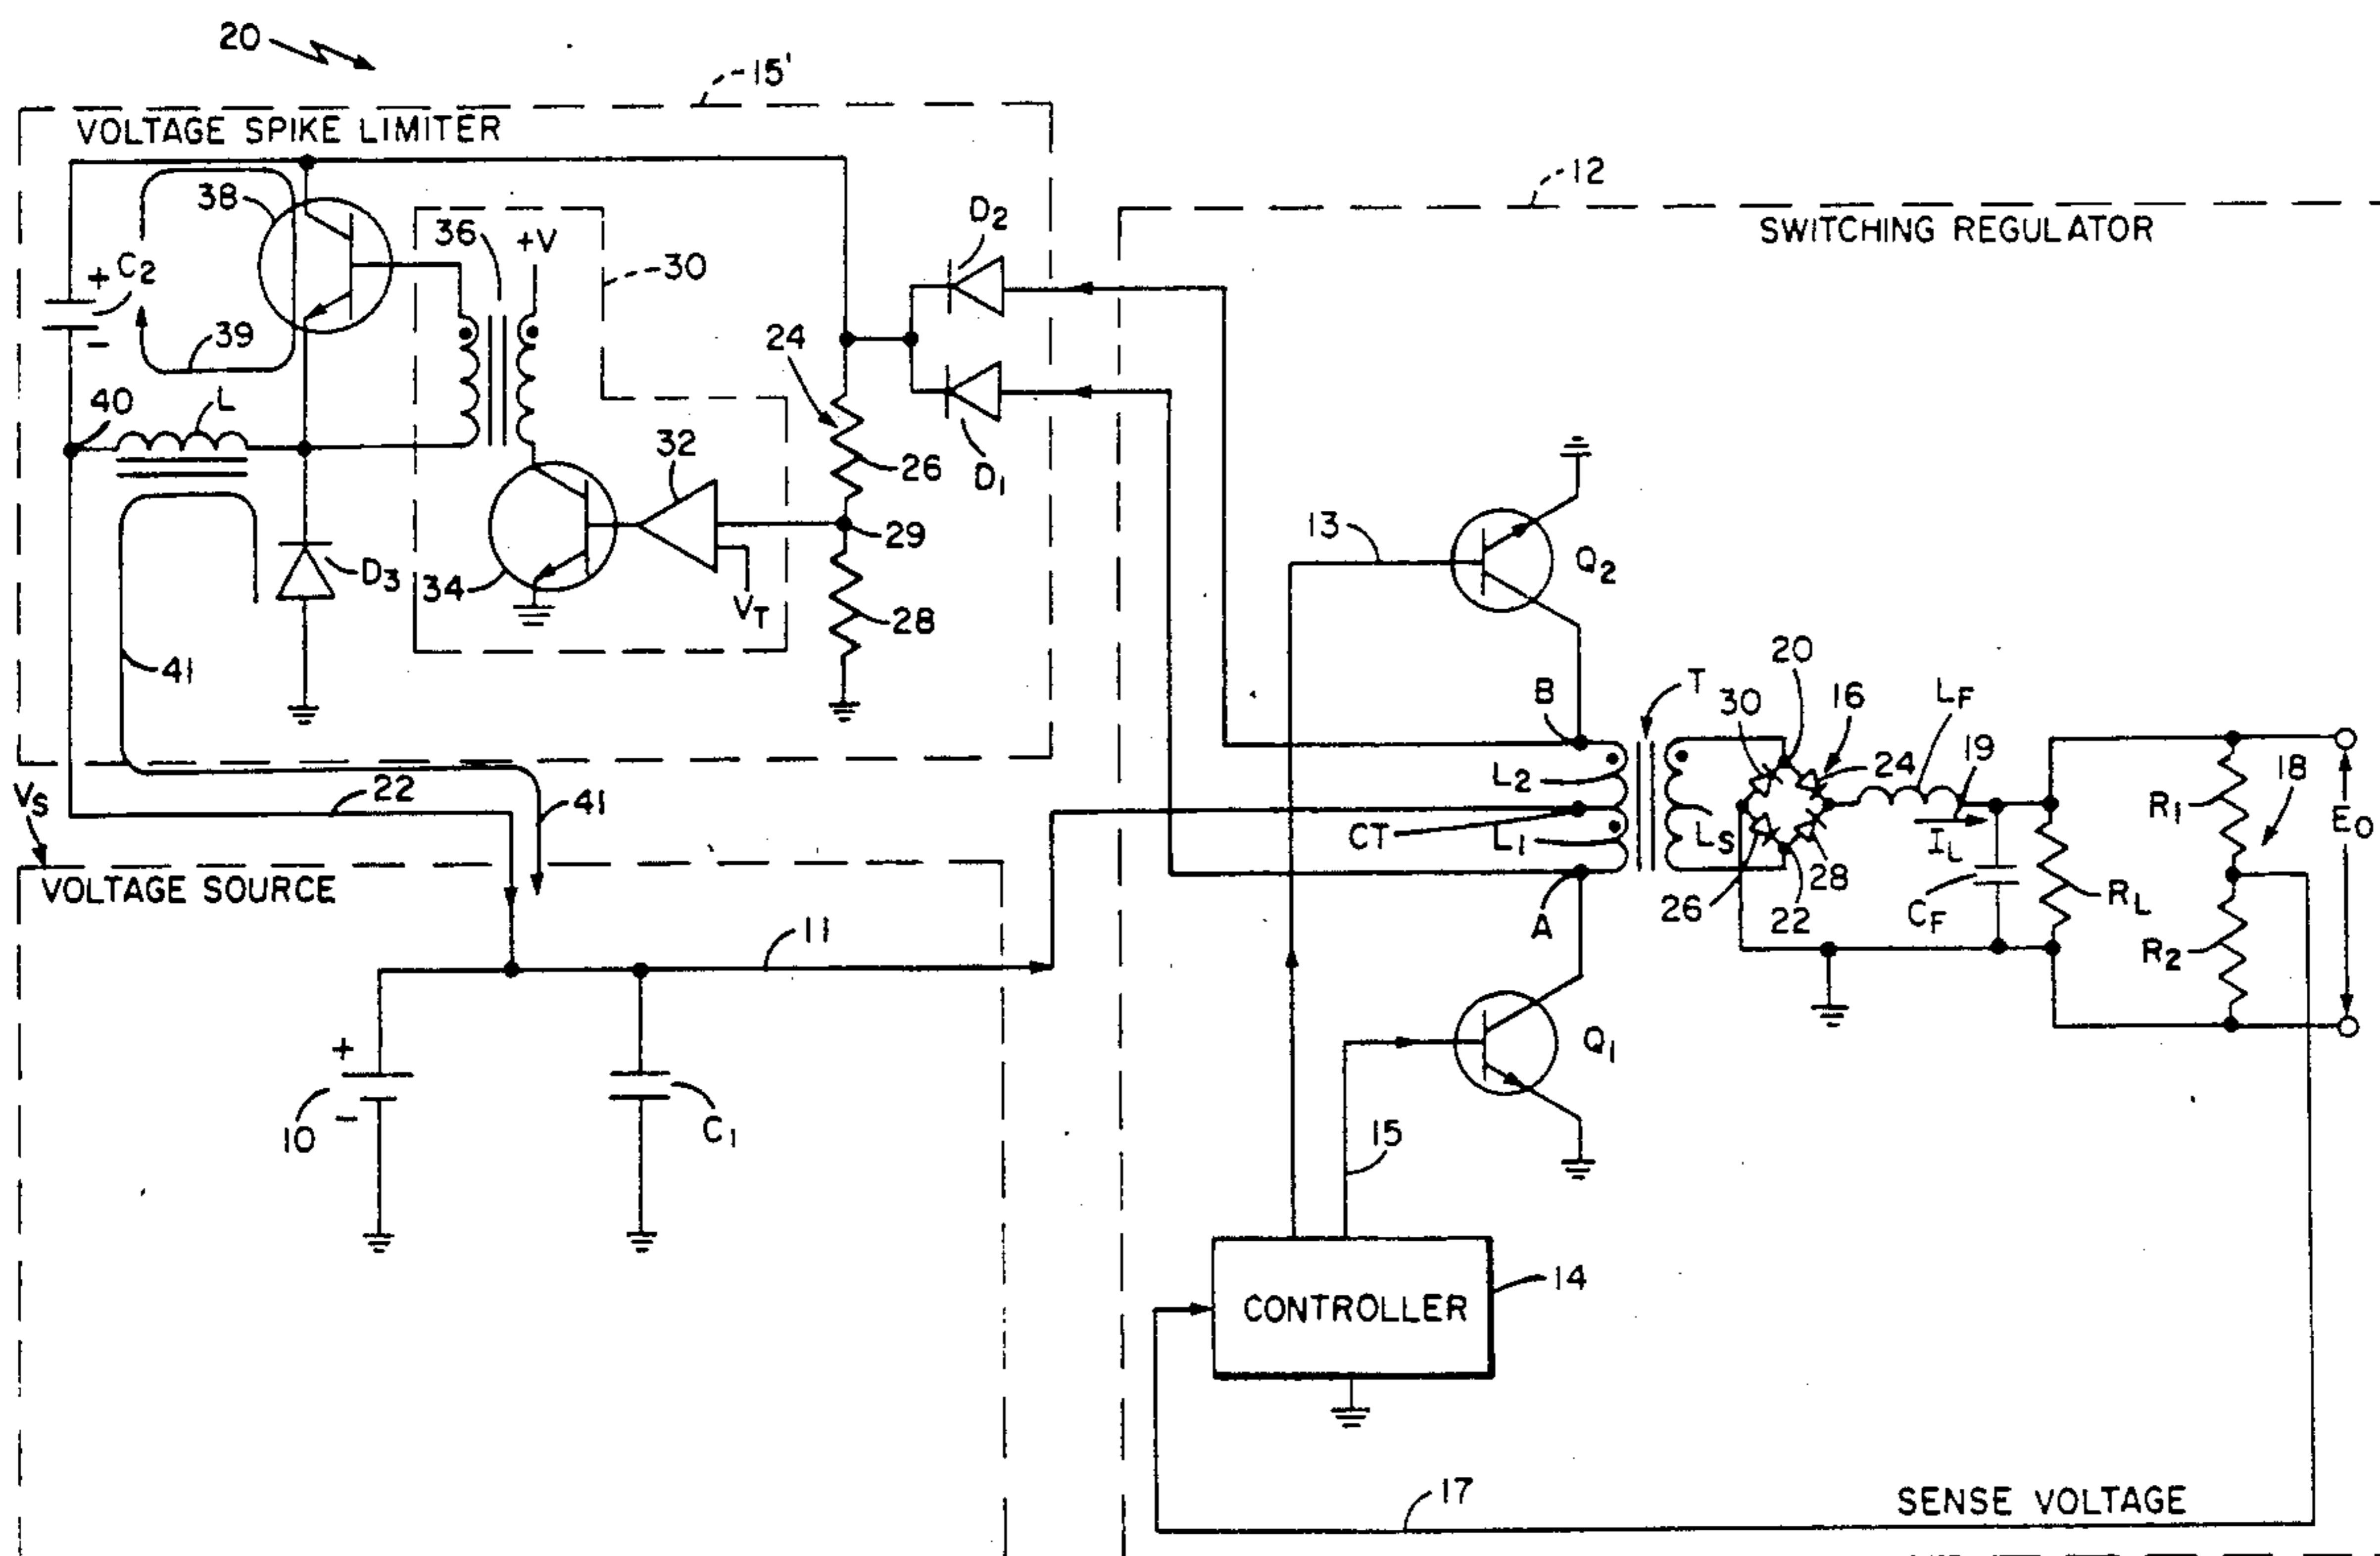 20
15'
VOLTAGE SPIKE LIMITER
12
SWITCHING REGULATOR
38
36
+V
30
D2
+
C2
-
39
24
40
L
32
26
D1
29
13
Q2
D3
34
VT
28
41
B
T
30
20
16
LF
24
19
18
VS
22
41
L2
R1
EO
CT
L1
LS
IL
VOLTAGE SOURCE
26
22
28
CF
RL
A
R2
11
+
10
-
C1
Q1
15
14
CONTROLLER
17
SENSE VOLTAGE